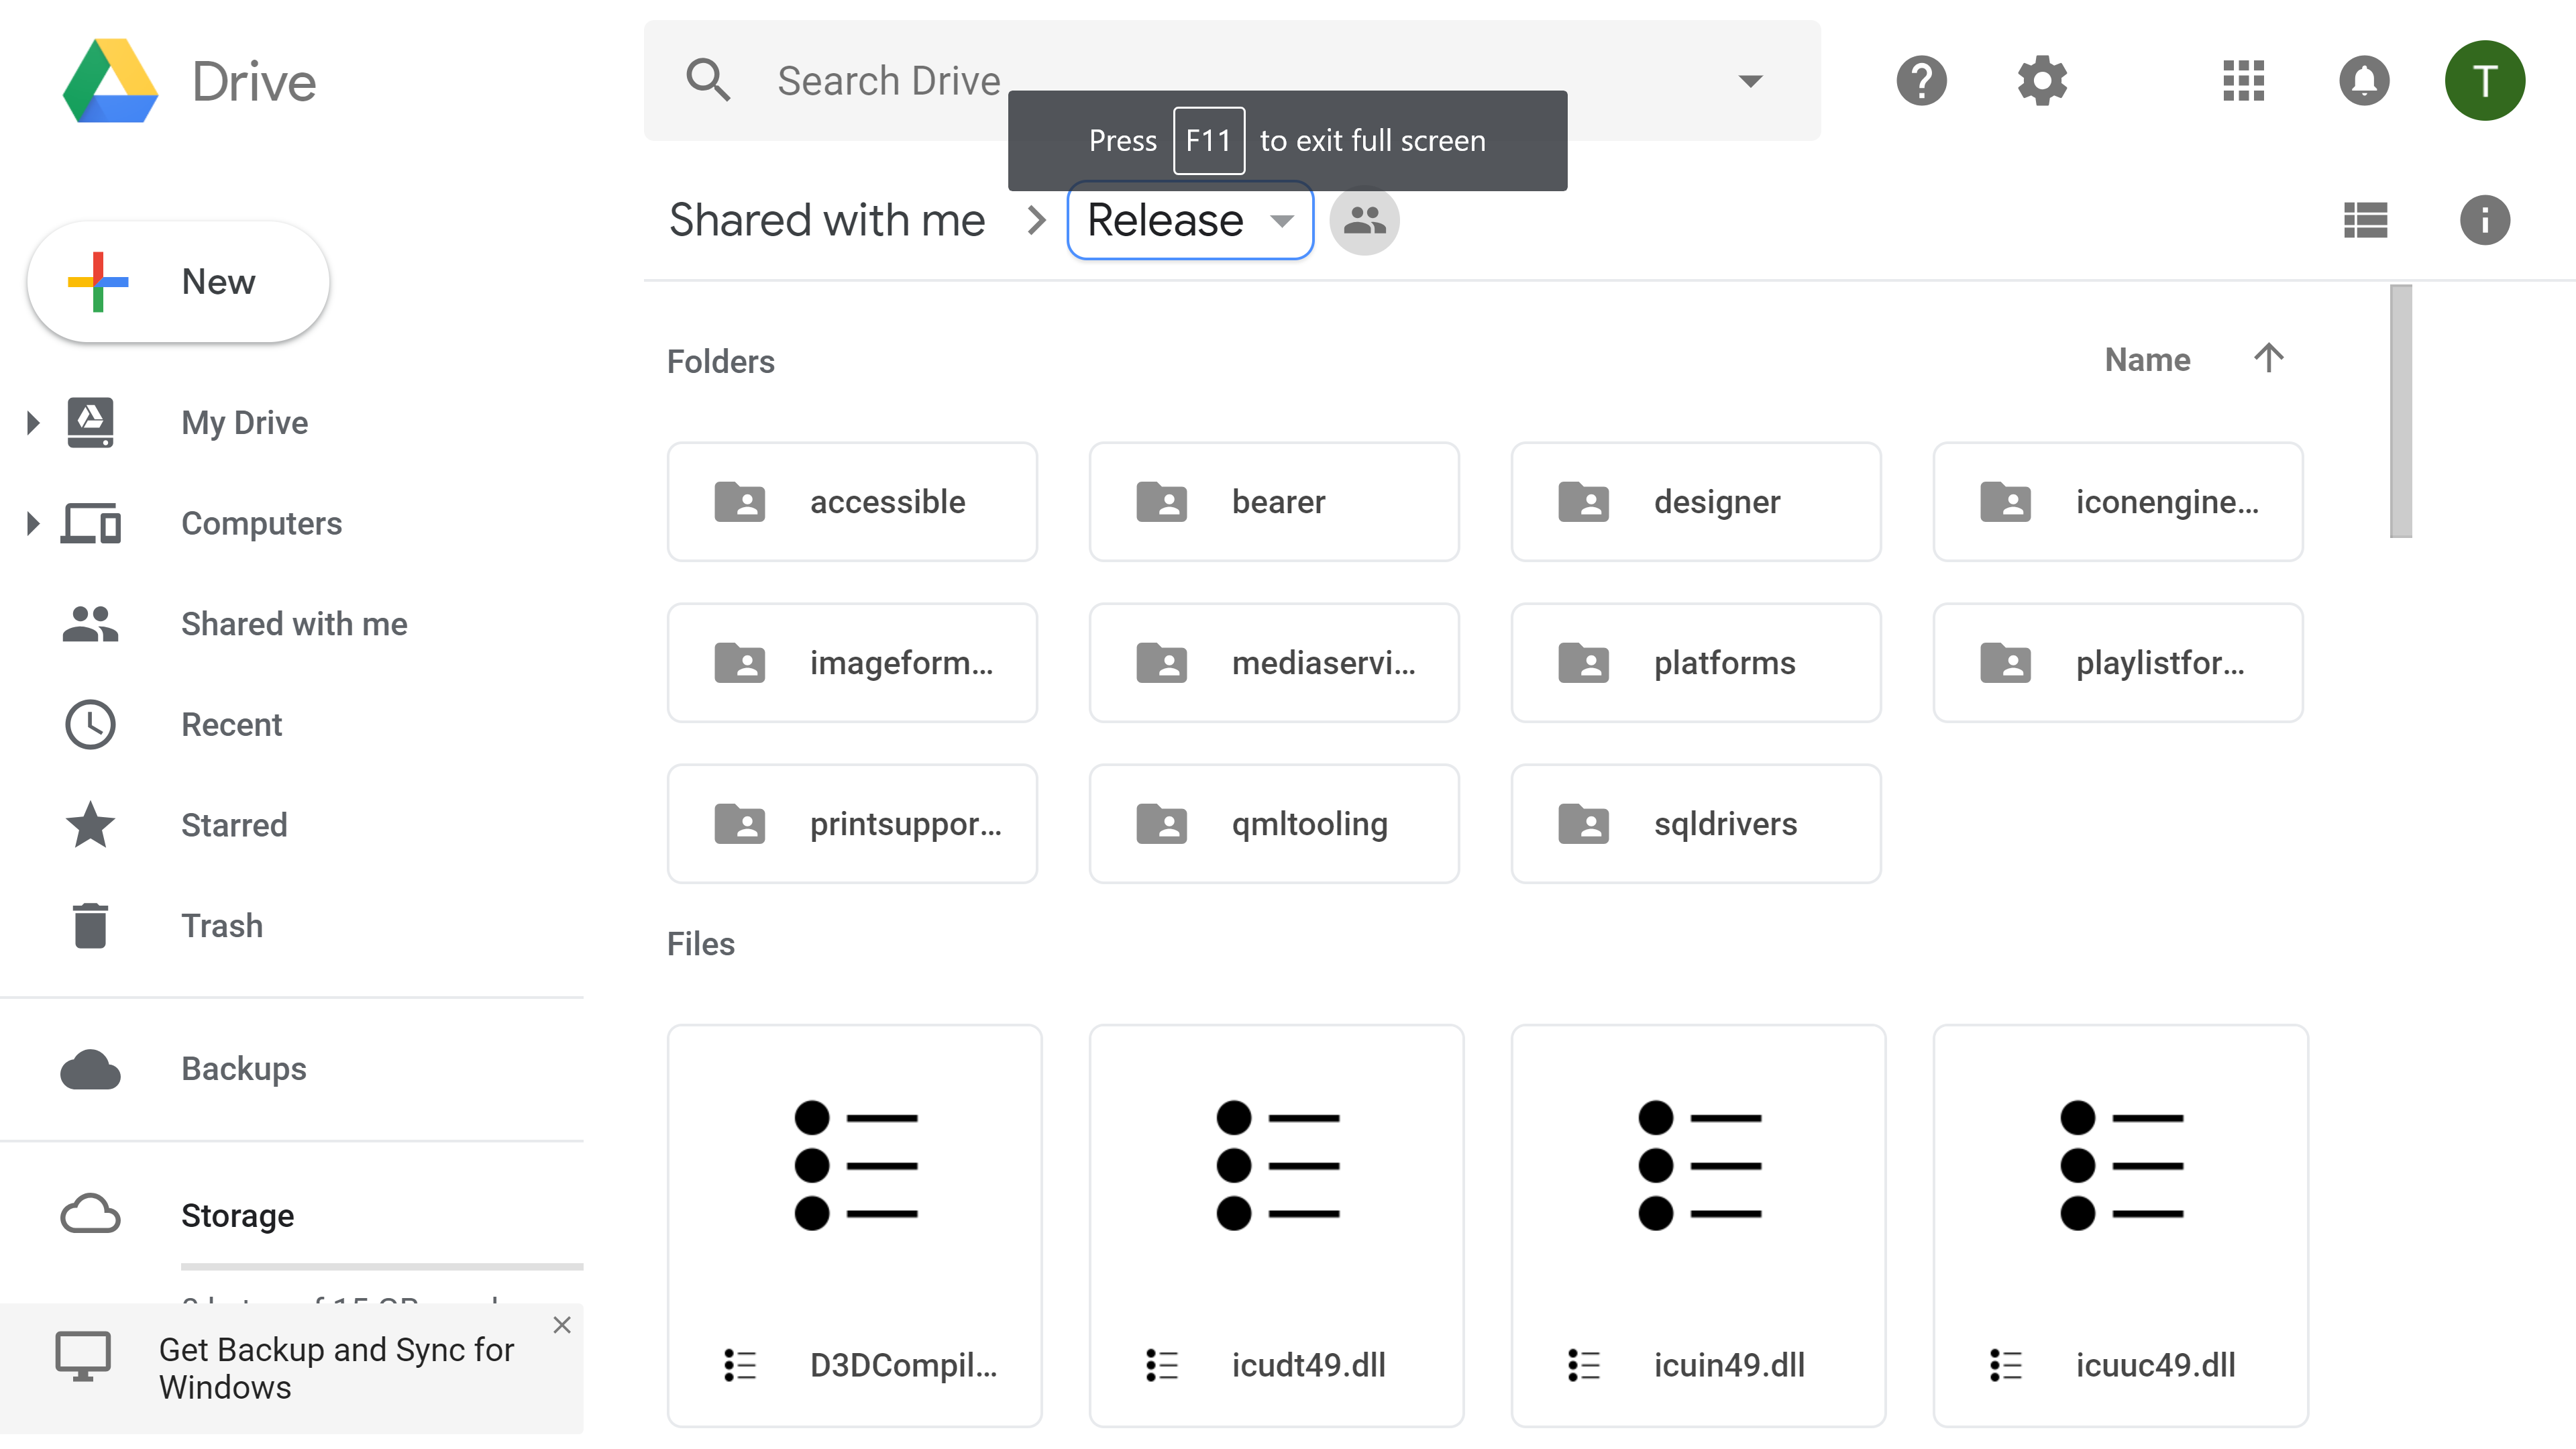 Drive
Search Drive
T
Press F11 to exit full screen
Shared with me
Release
New
My Drive
Computers
Shared with me
Recent
Starred
Trash
Backups
Storage
Get Backup and Sync for
Windows
Folders
Name
accessible
bearer
designer
iconengine...
imageform...
mediaservi...
platforms
playlistfor...
printsuppor...
qmltooling
sqldrivers
Files
D3DCompil...
icudt49.dll
icuin49.dll
icuuc49.dll